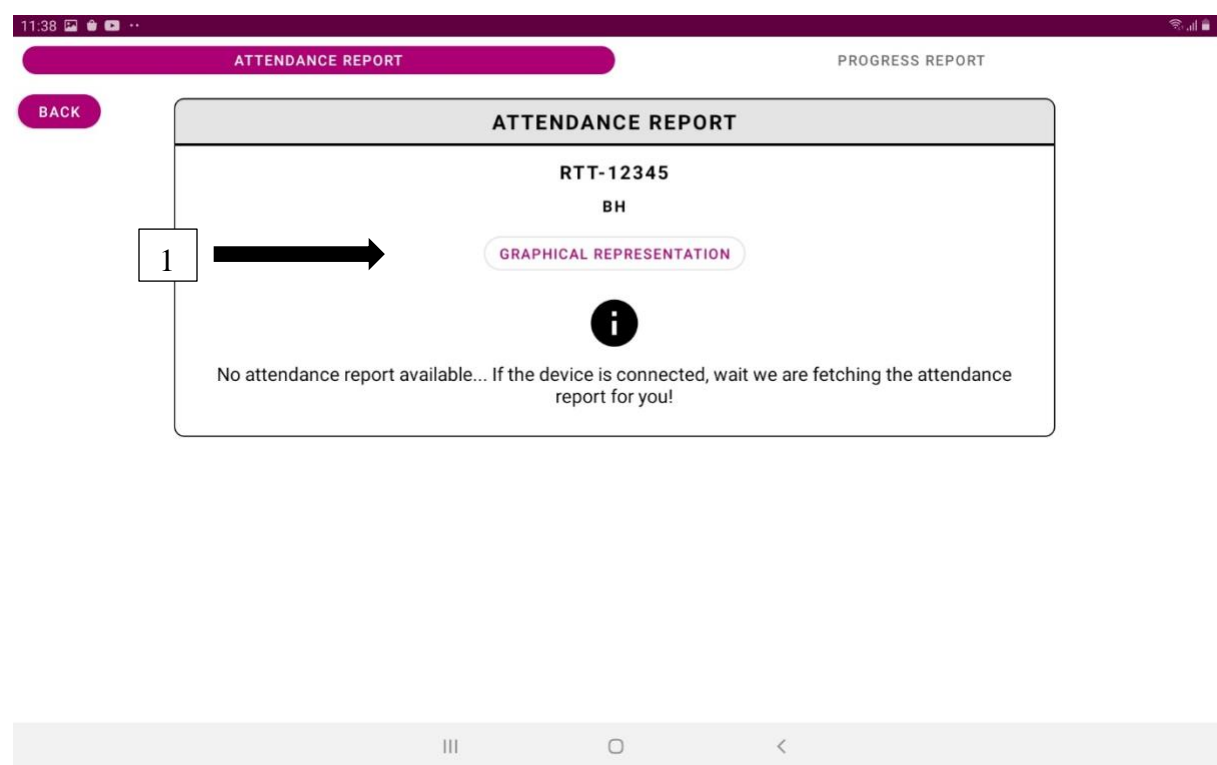 11:38
ATTENDANCE REPORT
PROGRESS REPORT
BACK
ATTENDANCE REPORT
RTT-12345
BH
1
GRAPHICAL REPRESENTATION
No attendance report available... If the device is connected, wait we are fetching the attendance
report for you!